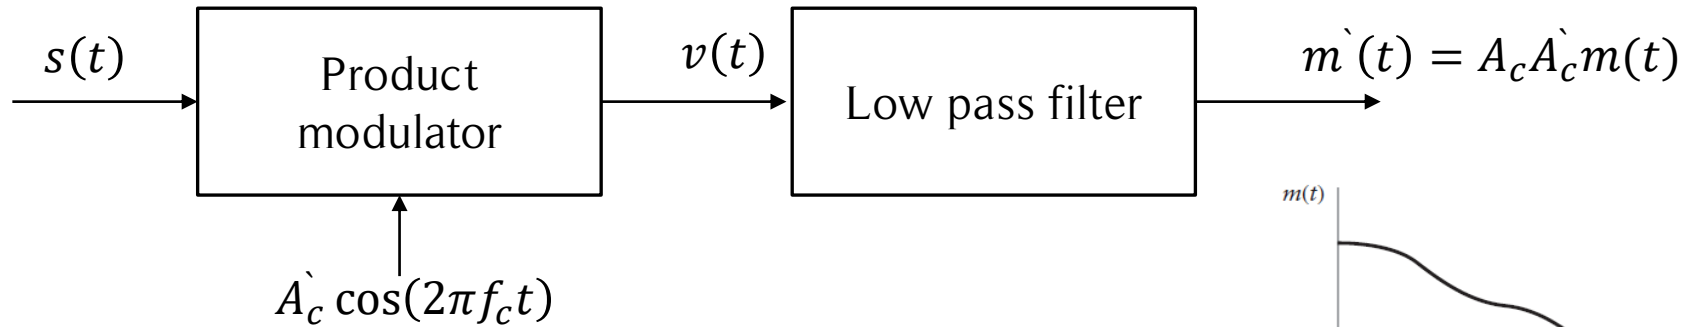 s(t)
Product
modulator
v(t)
Low pass filter
m`(t) = A_c A`_c m(t)
A`_c cos(2πf_c t)
m(t)